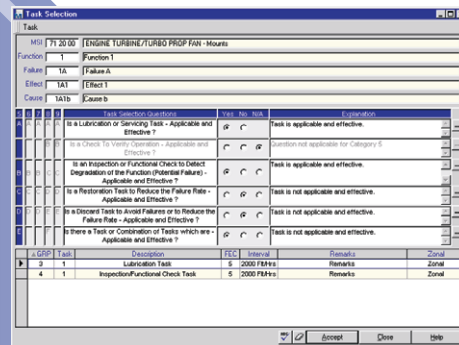 Task Selection
Task
MSI 71 20 00 ENGINE TURBINE/TURBO PROP FAN - Mounts
Function 1 Function 1
Failure 1A Failure A
Effect 1A1 Effect 1
Cause 1A1b Cause b
5 6 7 8 9 Task Selection Questions Yes No N/A Explanation
A A A A A Is a Lubrication or Servicing Task - Applicable and Effective ? Task is applicable and effective.
B B Is a Check To Verify Operation - Applicable and Effective ? Question not applicable for Category 5
B B B C C Is an Inspection or Functional Check to Detect Degradation of the Function (Potential Failure) - Applicable and Effective ? Task is applicable and effective.
C C C D D Is a Restoration Task to Reduce the Failure Rate - Applicable and Effective ? Task is not applicable and effective.
D D D E E Is a Discard Task to Avoid Failures or to Reduce the Failure Rate - Applicable and Effective ? Task is not applicable and effective.
E F Is there a Task or Combination of Tasks which are - Applicable and Effective ? Task is not applicable and effective.
GRP Task Description FEC Interval Remarks Zonal
3 1 Lubrication Task 5 2000 Flt/Hrs Remarks Zonal
4 1 Inspection/Functional Check Task 5 2000 Flt/Hrs Remarks Zonal
Accept Close Help